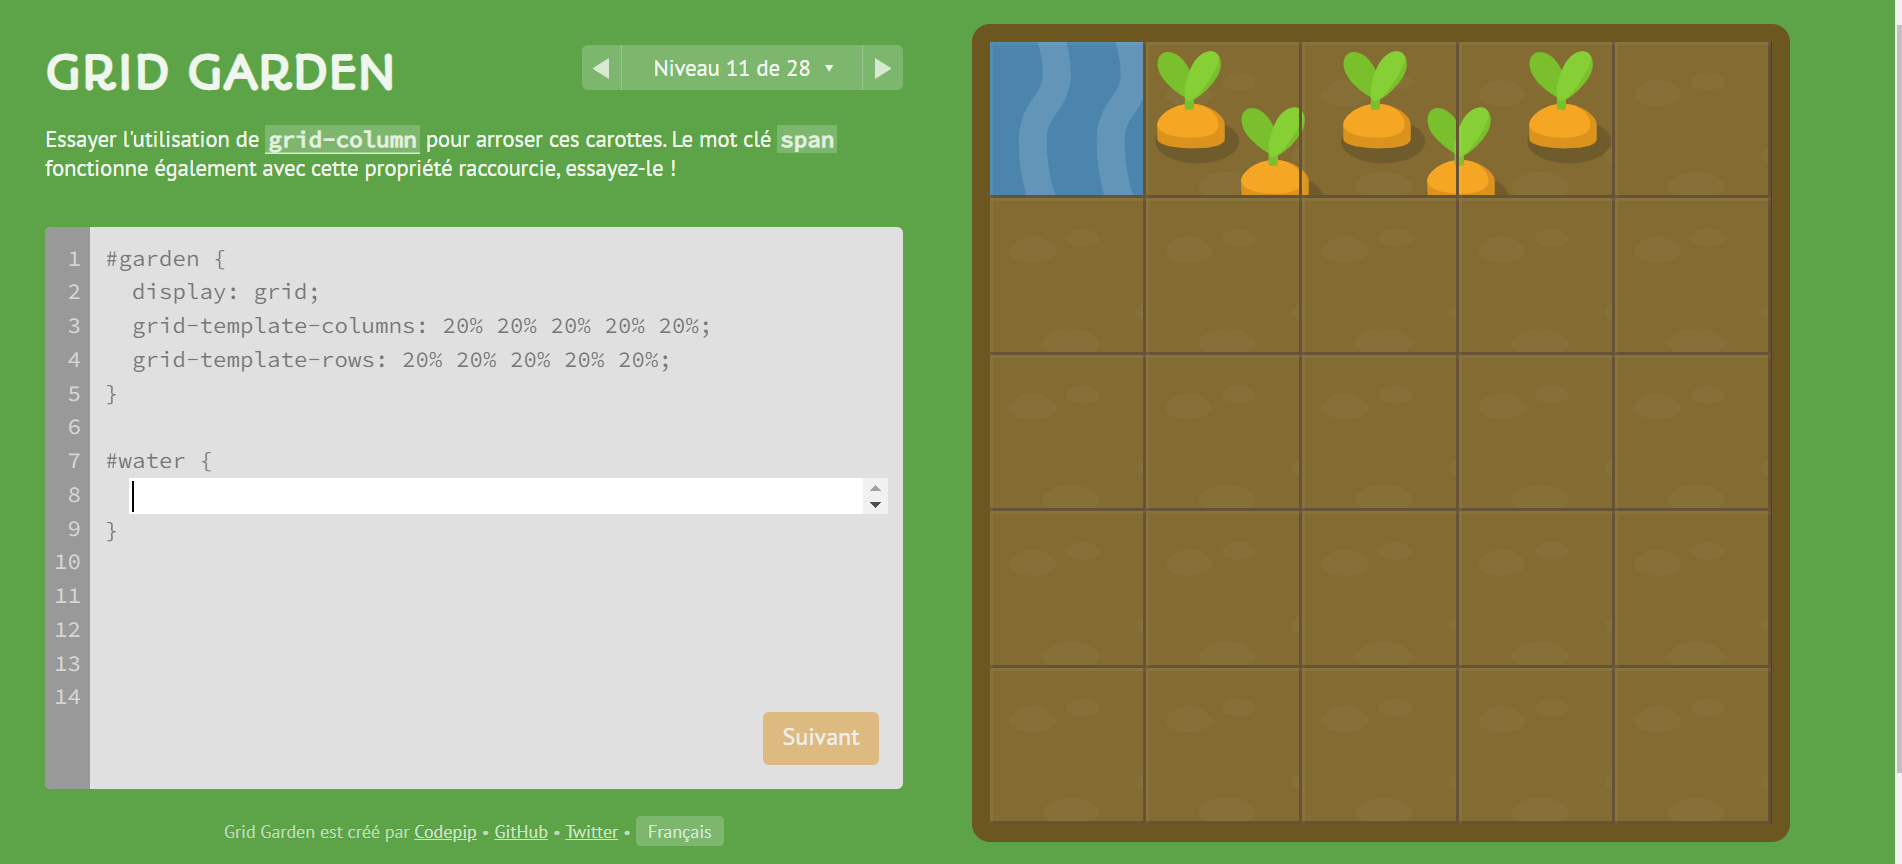 GRID GARDEN
Niveau 11 de 28
Essayer l'utilisation de grid-column pour arroser ces carottes. Le mot clé span
fonctionne également avec cette propriété raccourcie, essayez-le !
1 #garden {
2 display: grid;
3 grid-template-columns: 20% 20% 20% 20% 20%;
4 grid-template-rows: 20% 20% 20% 20% 20%;
5 }
6
7 #water {
8
9 }
10
11
12
13
14
Suivant
Grid Garden est créé par Codepip • GitHub • Twitter • Français